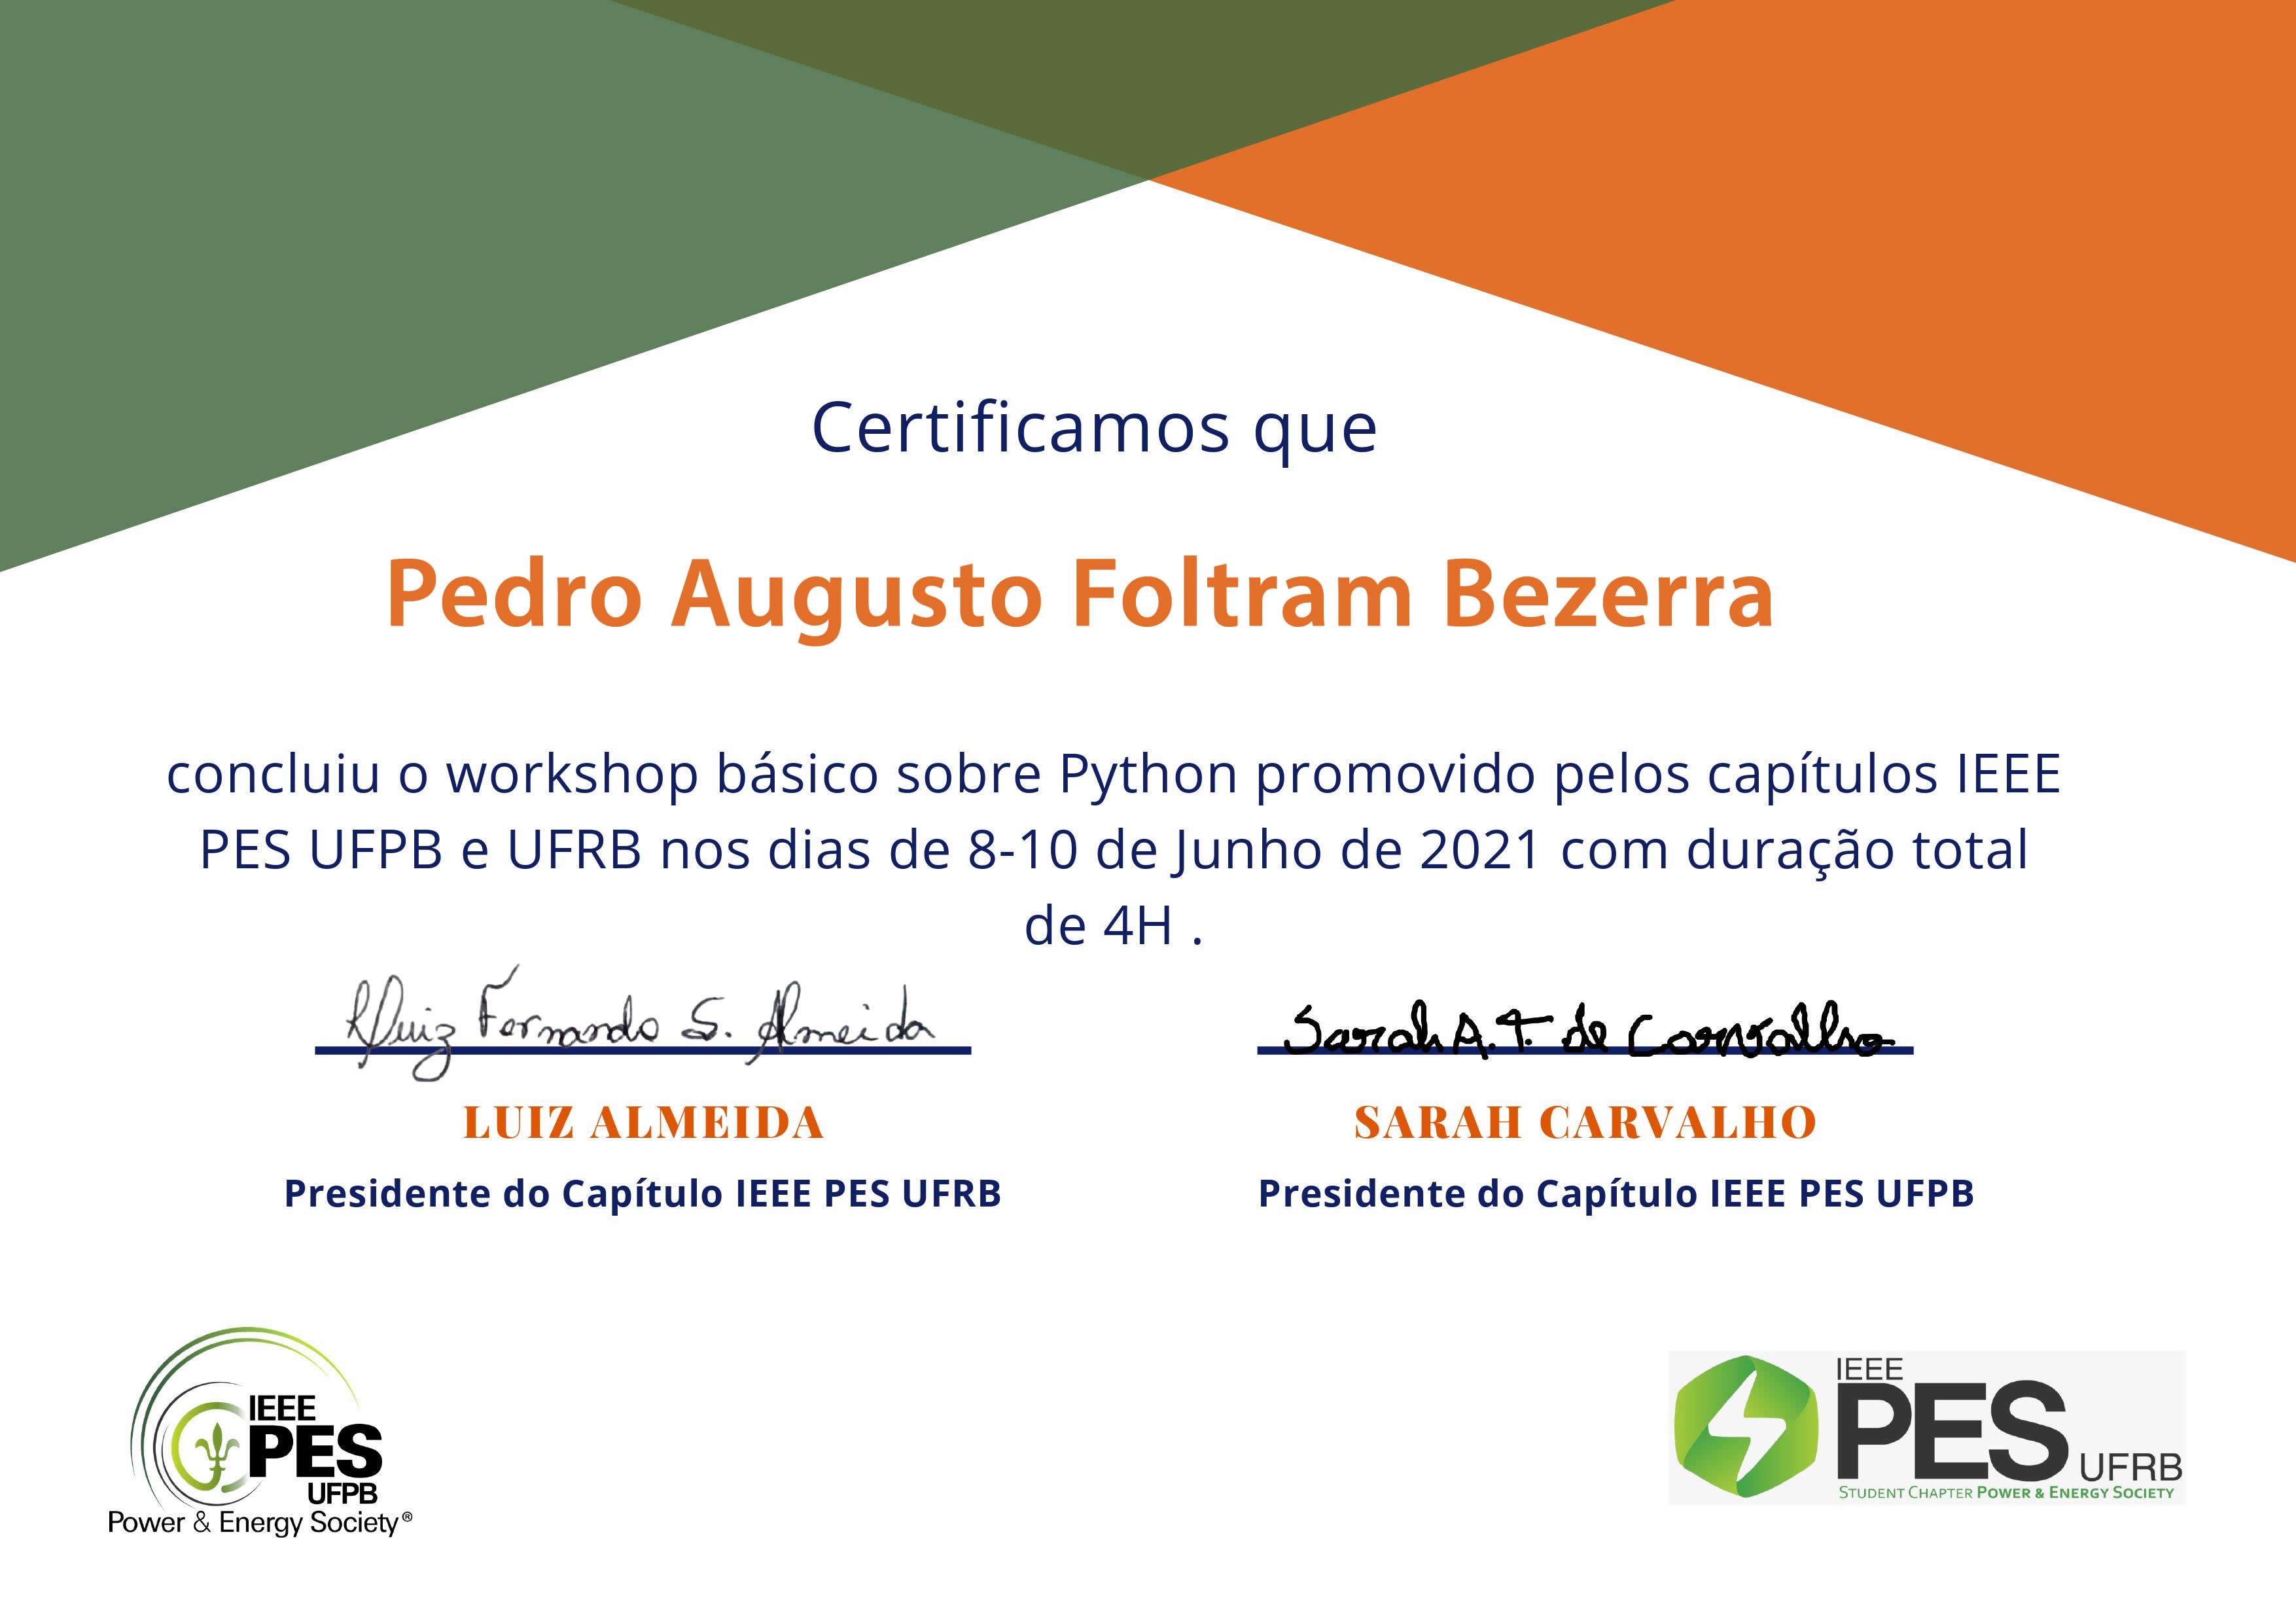 Certificamos que
Pedro Augusto Foltram Bezerra
concluiu o workshop básico sobre Python promovido pelos capítulos IEEE
PES UFPB e UFRB nos dias de 8-10 de Junho de 2021 com duração total
de 4H .
Luiz Fernando S. Almeida
Sarah A. T. de Carvalho
LUIZ ALMEIDA
SARAH CARVALHO
Presidente do Capítulo IEEE PES UFRB
Presidente do Capítulo IEEE PES UFPB
IEEE
PES
UFPB
Power & Energy Society®
IEEE
PES UFRB
STUDENT CHAPTER POWER & ENERGY SOCIETY